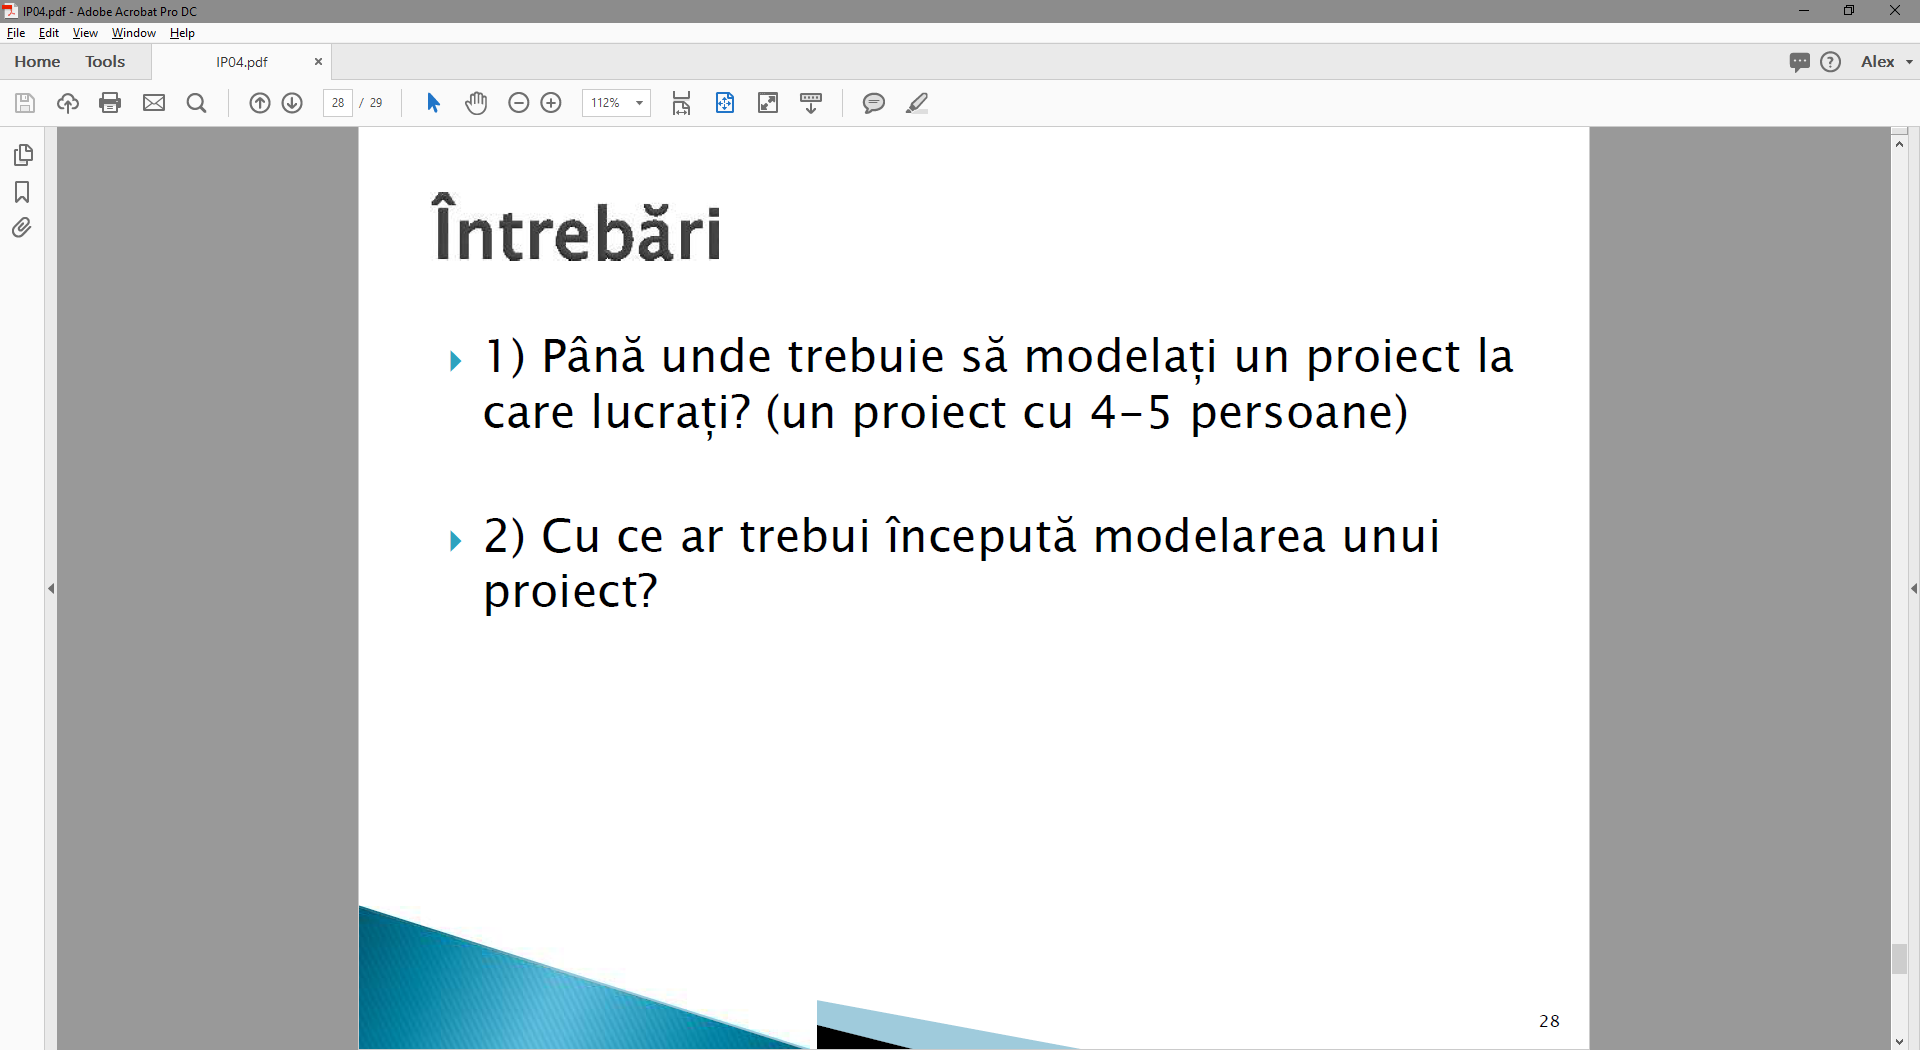 IP04.pdf - Adobe Acrobat Pro DC
File Edit View Window Help
Home Tools IP04.pdf × Alex
28 / 29 112%
Întrebări
1) Până unde trebuie să modelați un proiect la
care lucrați? (un proiect cu 4-5 persoane)
2) Cu ce ar trebui începută modelarea unui
proiect?
28